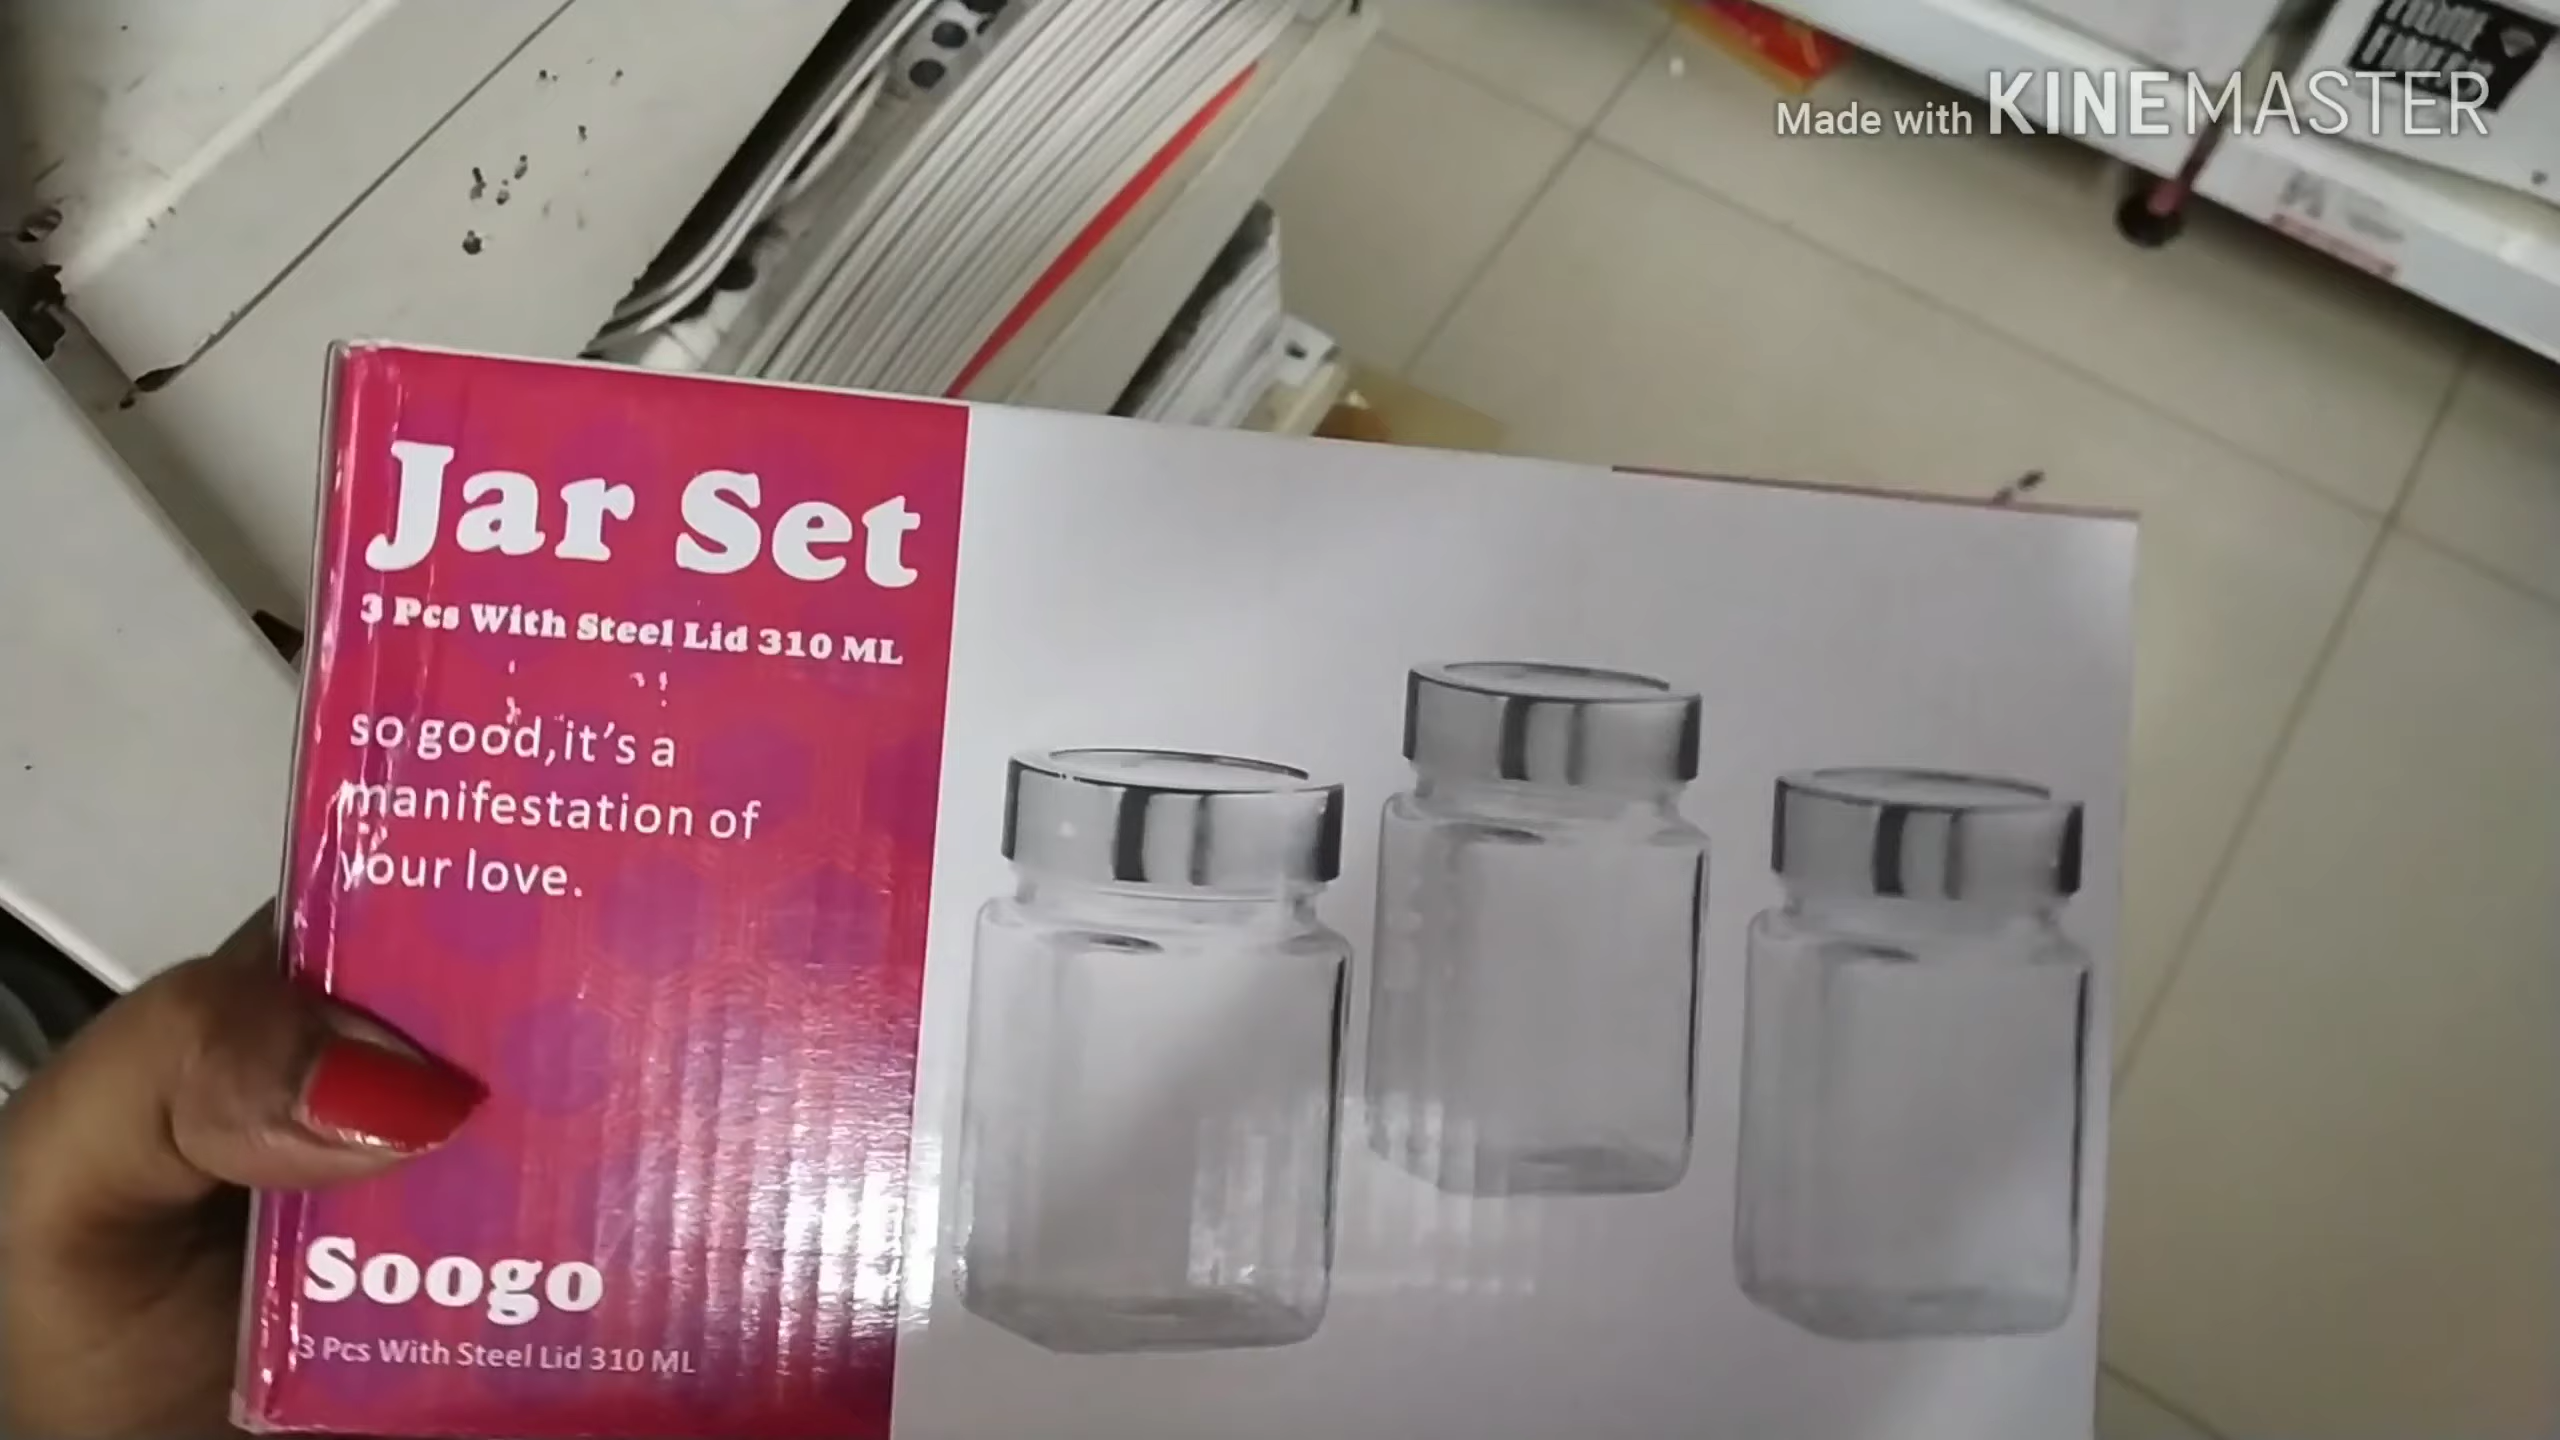 Made with KINEMASTER
Jar Set
3 Pcs With Steel Lid 310 ML
so good,it's a
manifestation of
your love.
Soogo
3 Pcs With Steel Lid 310 ML